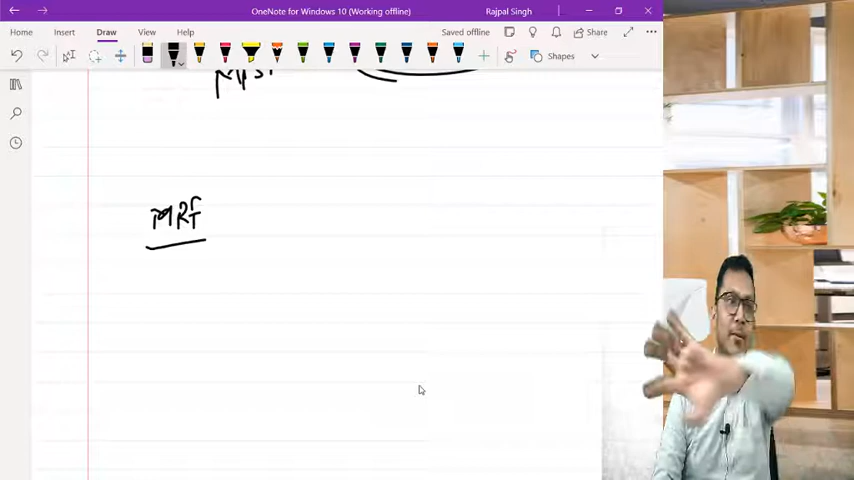 OneNote for Windows 10 (Working offline)
Rajpal Singh
Home Insert Draw View Help Saved offline Share
Shapes
MRF